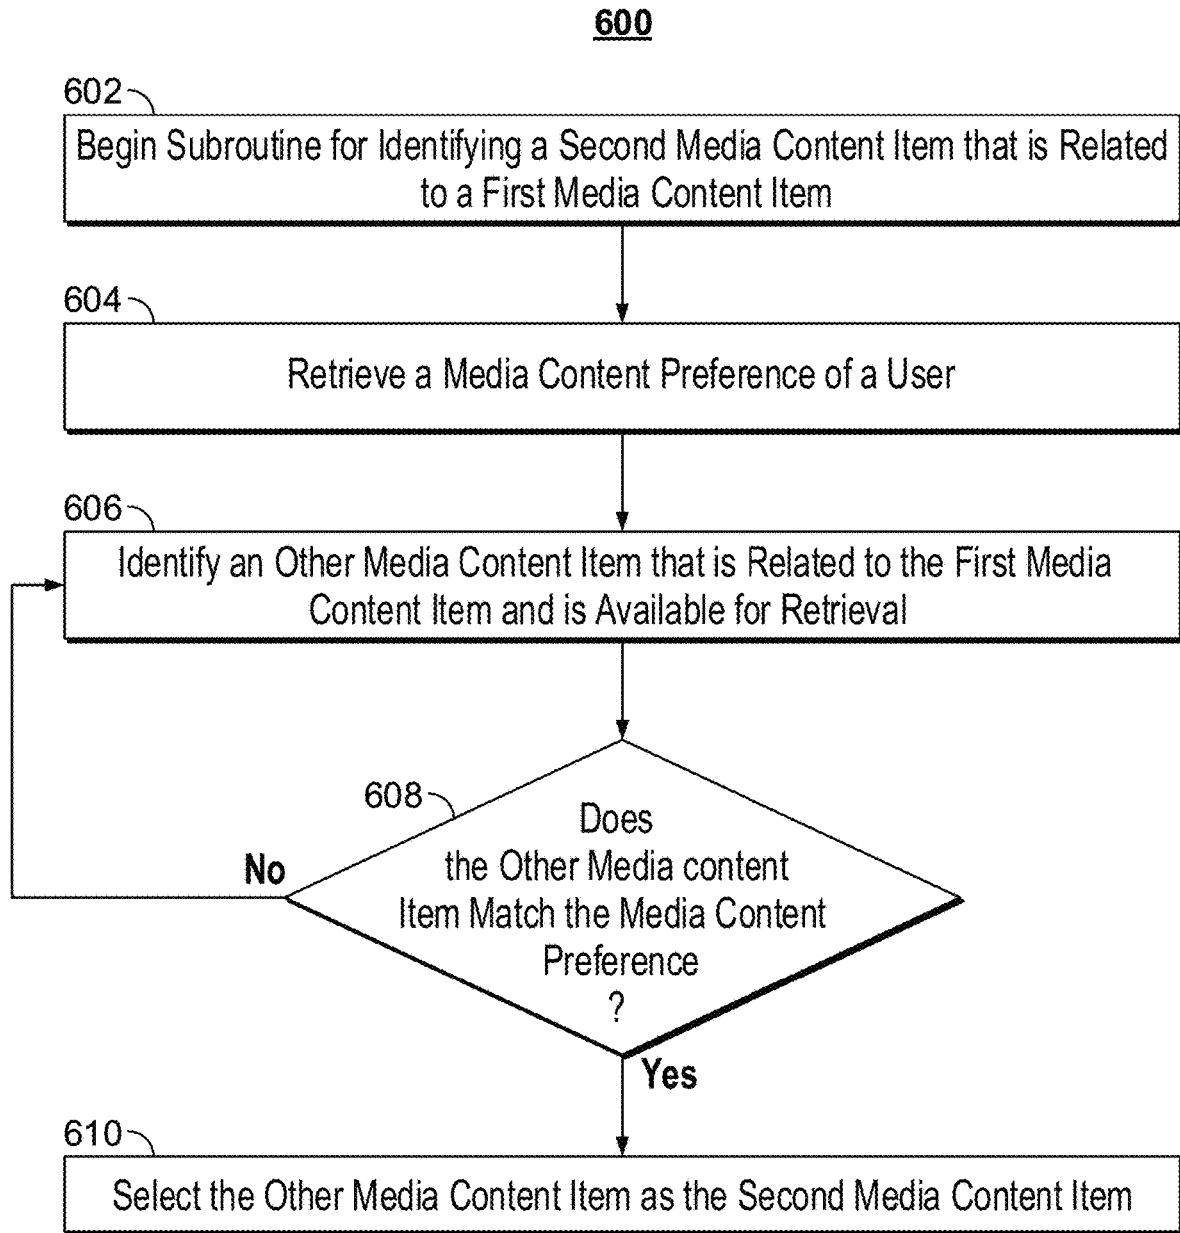 600
602
Begin Subroutine for Identifying a Second Media Content Item that is Related
to a First Media Content Item
604
Retrieve a Media Content Preference of a User
606
Identify an Other Media Content Item that is Related to the First Media
Content Item and is Available for Retrieval
608
Does
the Other Media content
Item Match the Media Content
Preference
?
No
Yes
610
Select the Other Media Content Item as the Second Media Content Item